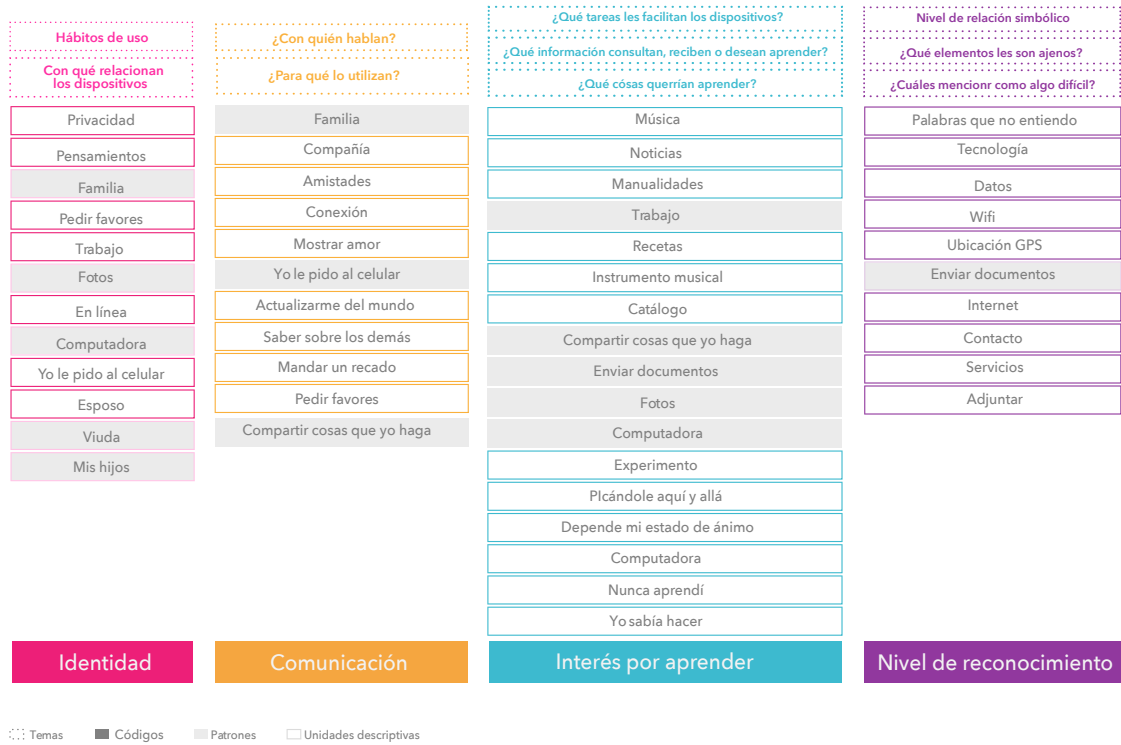 Hábitos de uso
Con qué relacionan
los dispositivos
Privacidad
Pensamientos
Familia
Pedir favores
Trabajo
Fotos
En línea
Computadora
Yo le pido al celular
Esposo
Viuda
Mis hijos
Identidad
¿Con quién hablan?
¿Para qué lo utilizan?
Familia
Compañía
Amistades
Conexión
Mostrar amor
Yo le pido al celular
Actualizarme del mundo
Saber sobre los demás
Mandar un recado
Pedir favores
Compartir cosas que yo haga
Comunicación
¿Qué tareas les facilitan los dispositivos?
¿Qué información consultan, reciben o desean aprender?
¿Qué cósas querrían aprender?
Música
Noticias
Manualidades
Trabajo
Recetas
Instrumento musical
Catálogo
Compartir cosas que yo haga
Enviar documentos
Fotos
Computadora
Experimento
PIcándole aquí y allá
Depende mi estado de ánimo
Computadora
Nunca aprendí
Yo sabía hacer
Interés por aprender
Nivel de relación simbólico
¿Qué elementos les son ajenos?
¿Cuáles mencionr como algo difícil?
Palabras que no entiendo
Tecnología
Datos
Wifi
Ubicación GPS
Enviar documentos
Internet
Contacto
Servicios
Adjuntar
Nivel de reconocimiento
Temas Códigos Patrones Unidades descriptivas